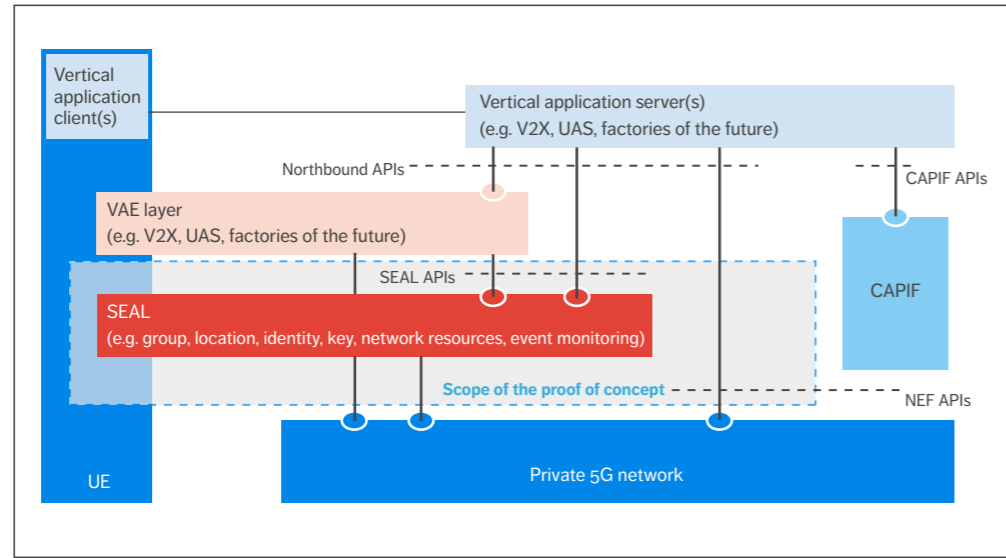 Vertical
application
client(s)
Vertical application server(s)
(e.g. V2X, UAS, factories of the future)
Northbound APIs
CAPIF APIs
VAE layer
(e.g. V2X, UAS, factories of the future)
SEAL APIs
CAPIF
SEAL
(e.g. group, location, identity, key, network resources, event monitoring)
Scope of the proof of concept
NEF APIs
UE
Private 5G network